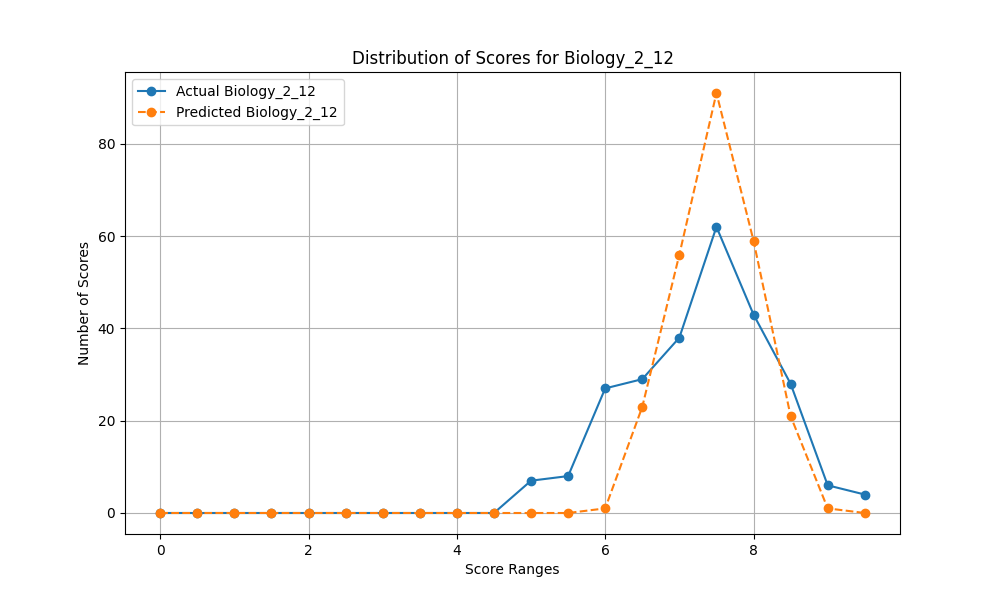 Distribution of Scores for Biology_2_12
Actual Biology_2_12
Predicted Biology_2_12
Number of Scores
80
60
40
20
0
0 2 4 6 8
Score Ranges